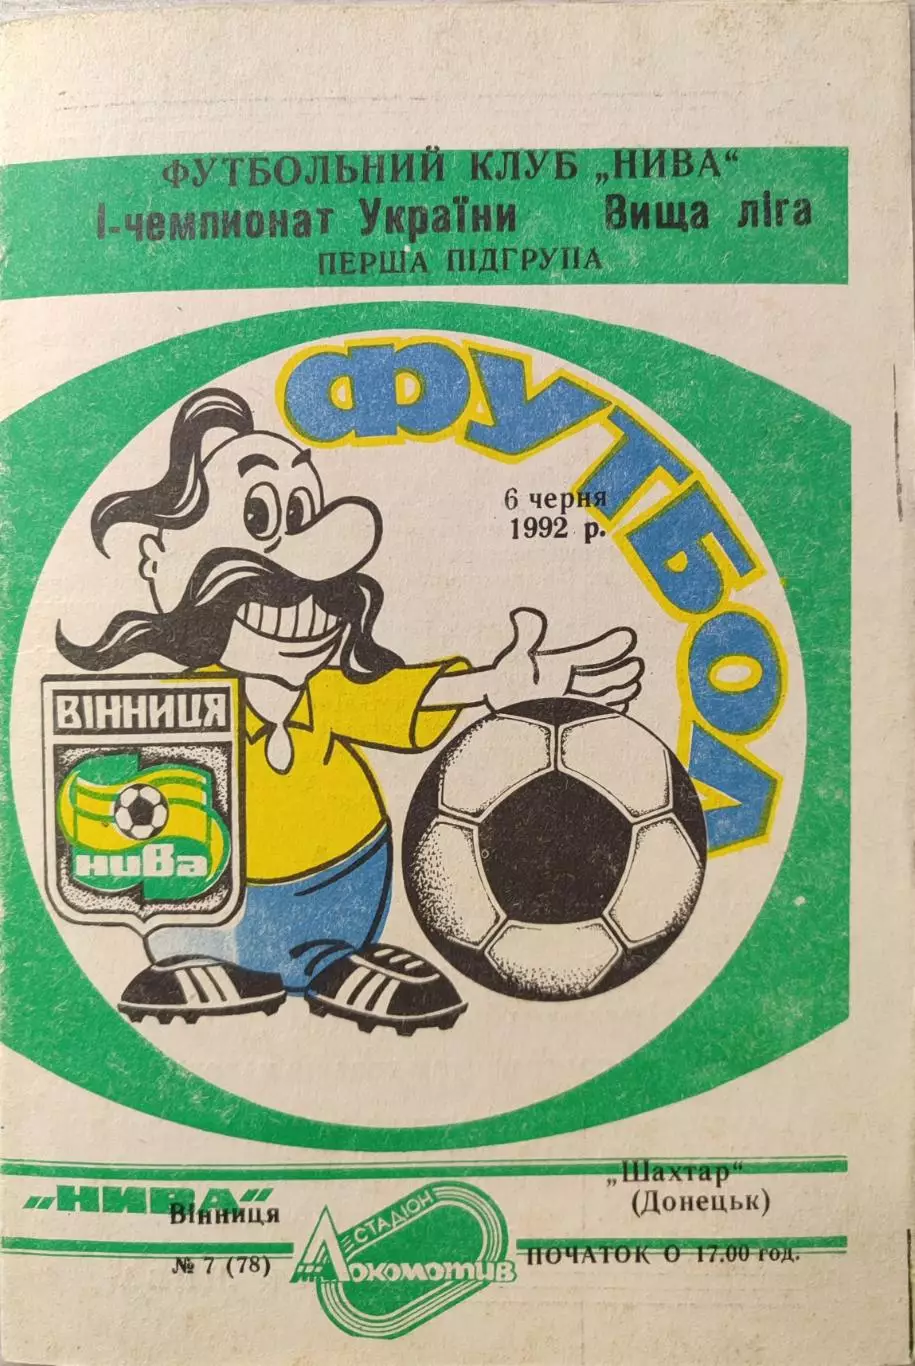 ФУТБОЛЬНИЙ КЛУБ „НИВА“
І-чемпионат України Вища ліга
ПЕРША ПІДГРУПА
ФУТБОЛ
6 черня
1992 р.
ВІННИЦЯ
нива
„НИВА“
Вінниця
№ 7 (78)
СТАДІОН
Локомотив
„Шахтар“
(Донецьк)
ПОЧАТОК О 17.00 год.